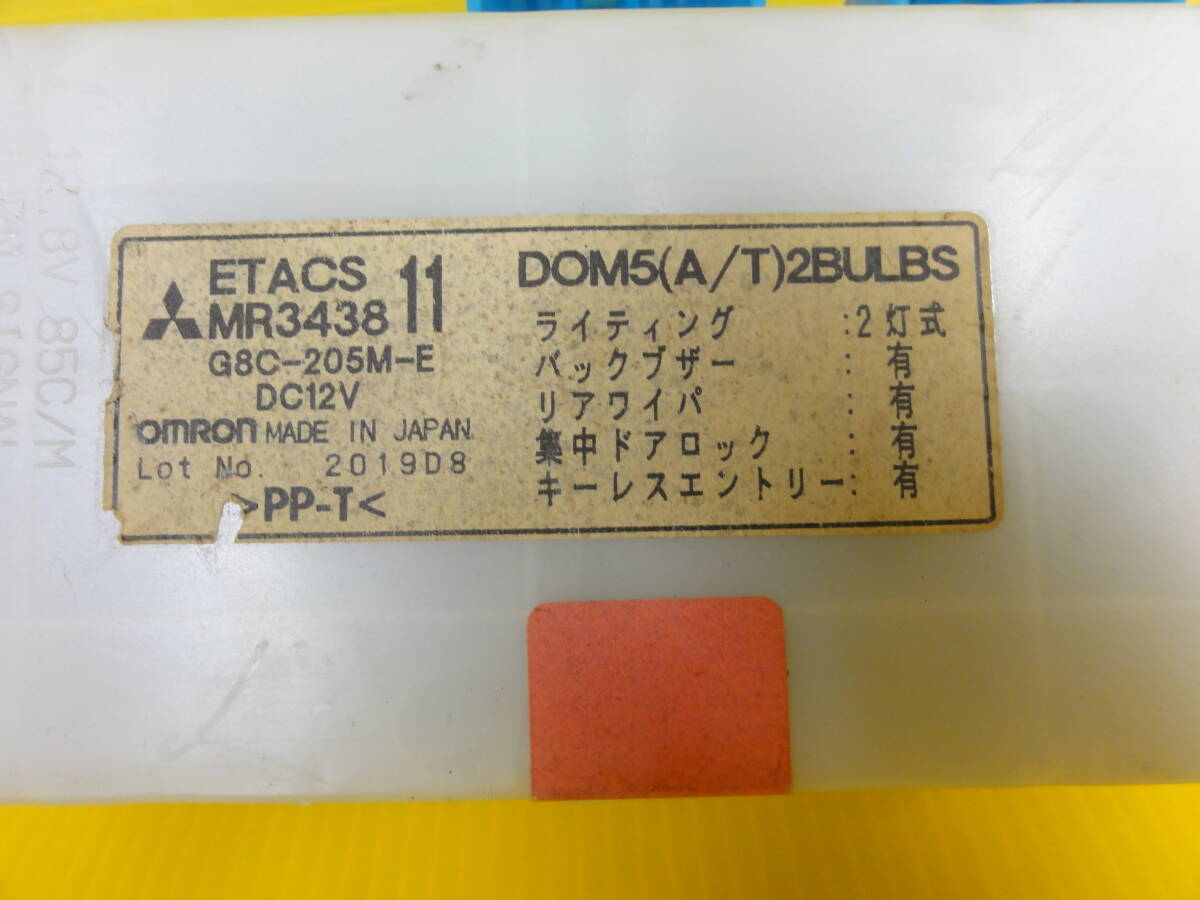 ETACS
MR3438 11
G8C-205M-E
DC12V
omron MADE IN JAPAN
Lot No. 2019D8
>PP-T<
DOM5(A/T)2BULBS
ライティング :2灯式
バックブザー : 有
リアワイパ : 有
集中ドアロック : 有
キーレスエントリー: 有
12.8V 85C/M
TURN SIGNAL